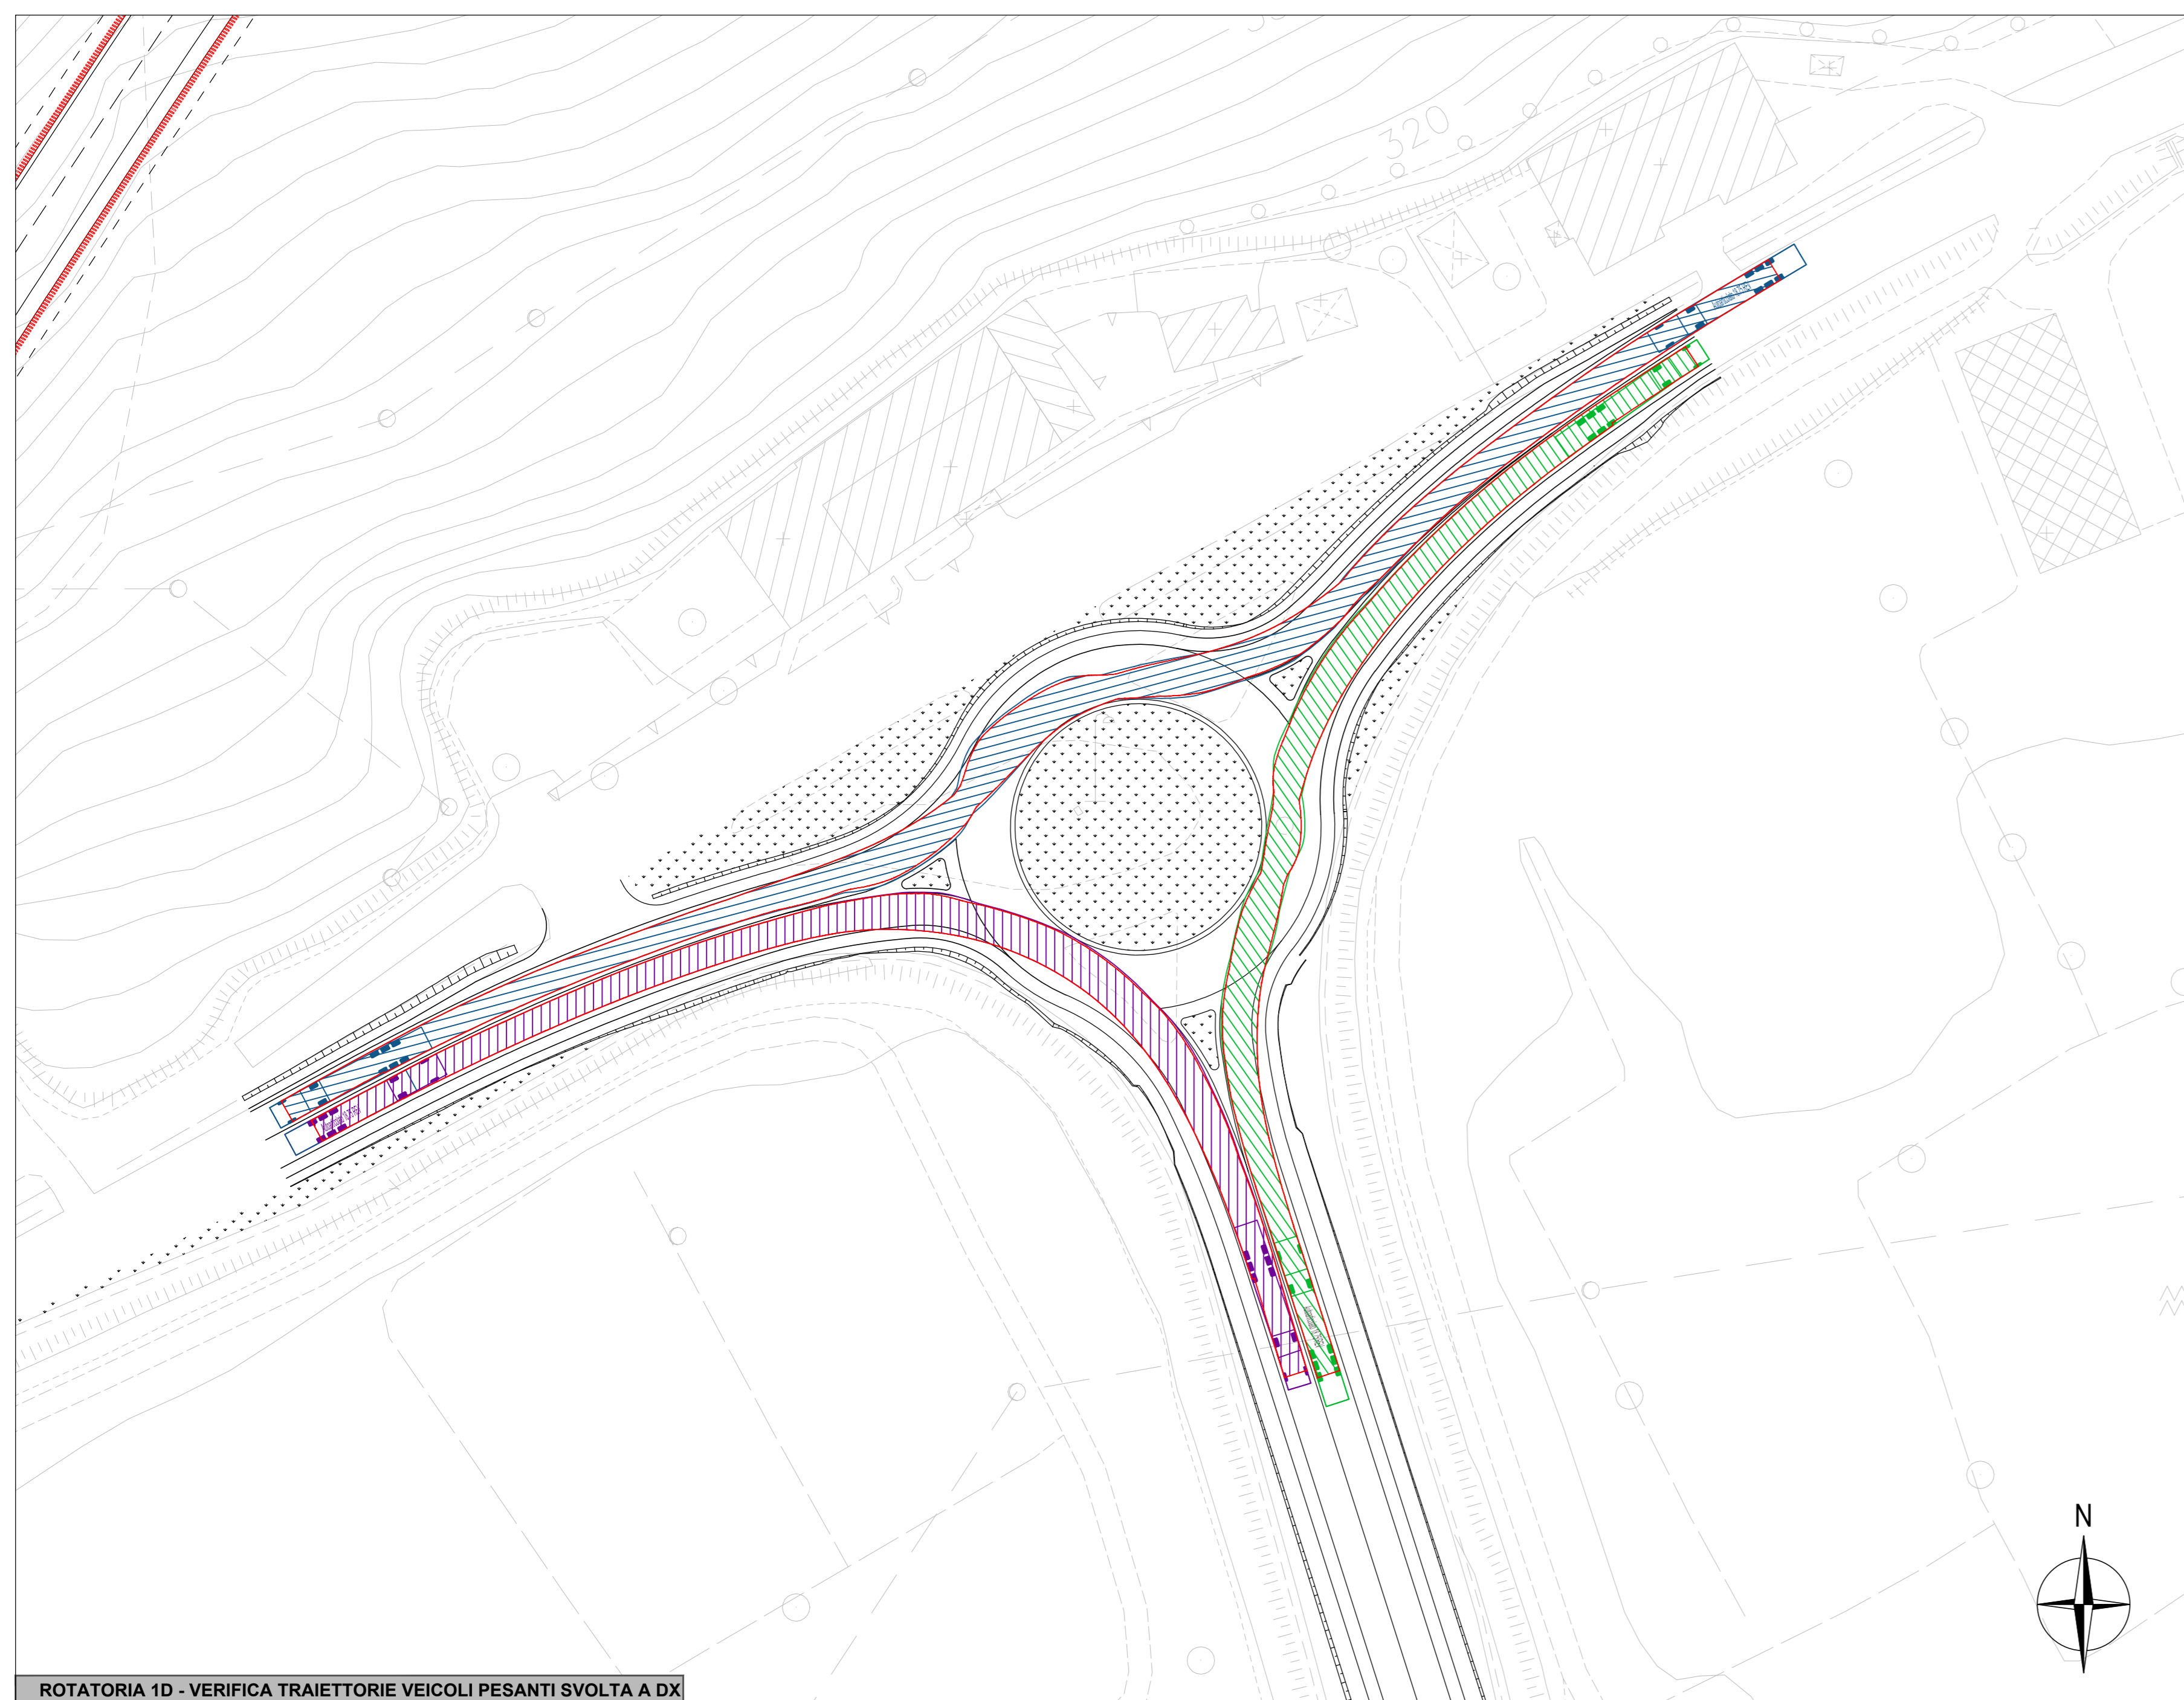 320
N
ROTATORIA 1D - VERIFICA TRAIETTORIE VEICOLI PESANTI SVOLTA A DX